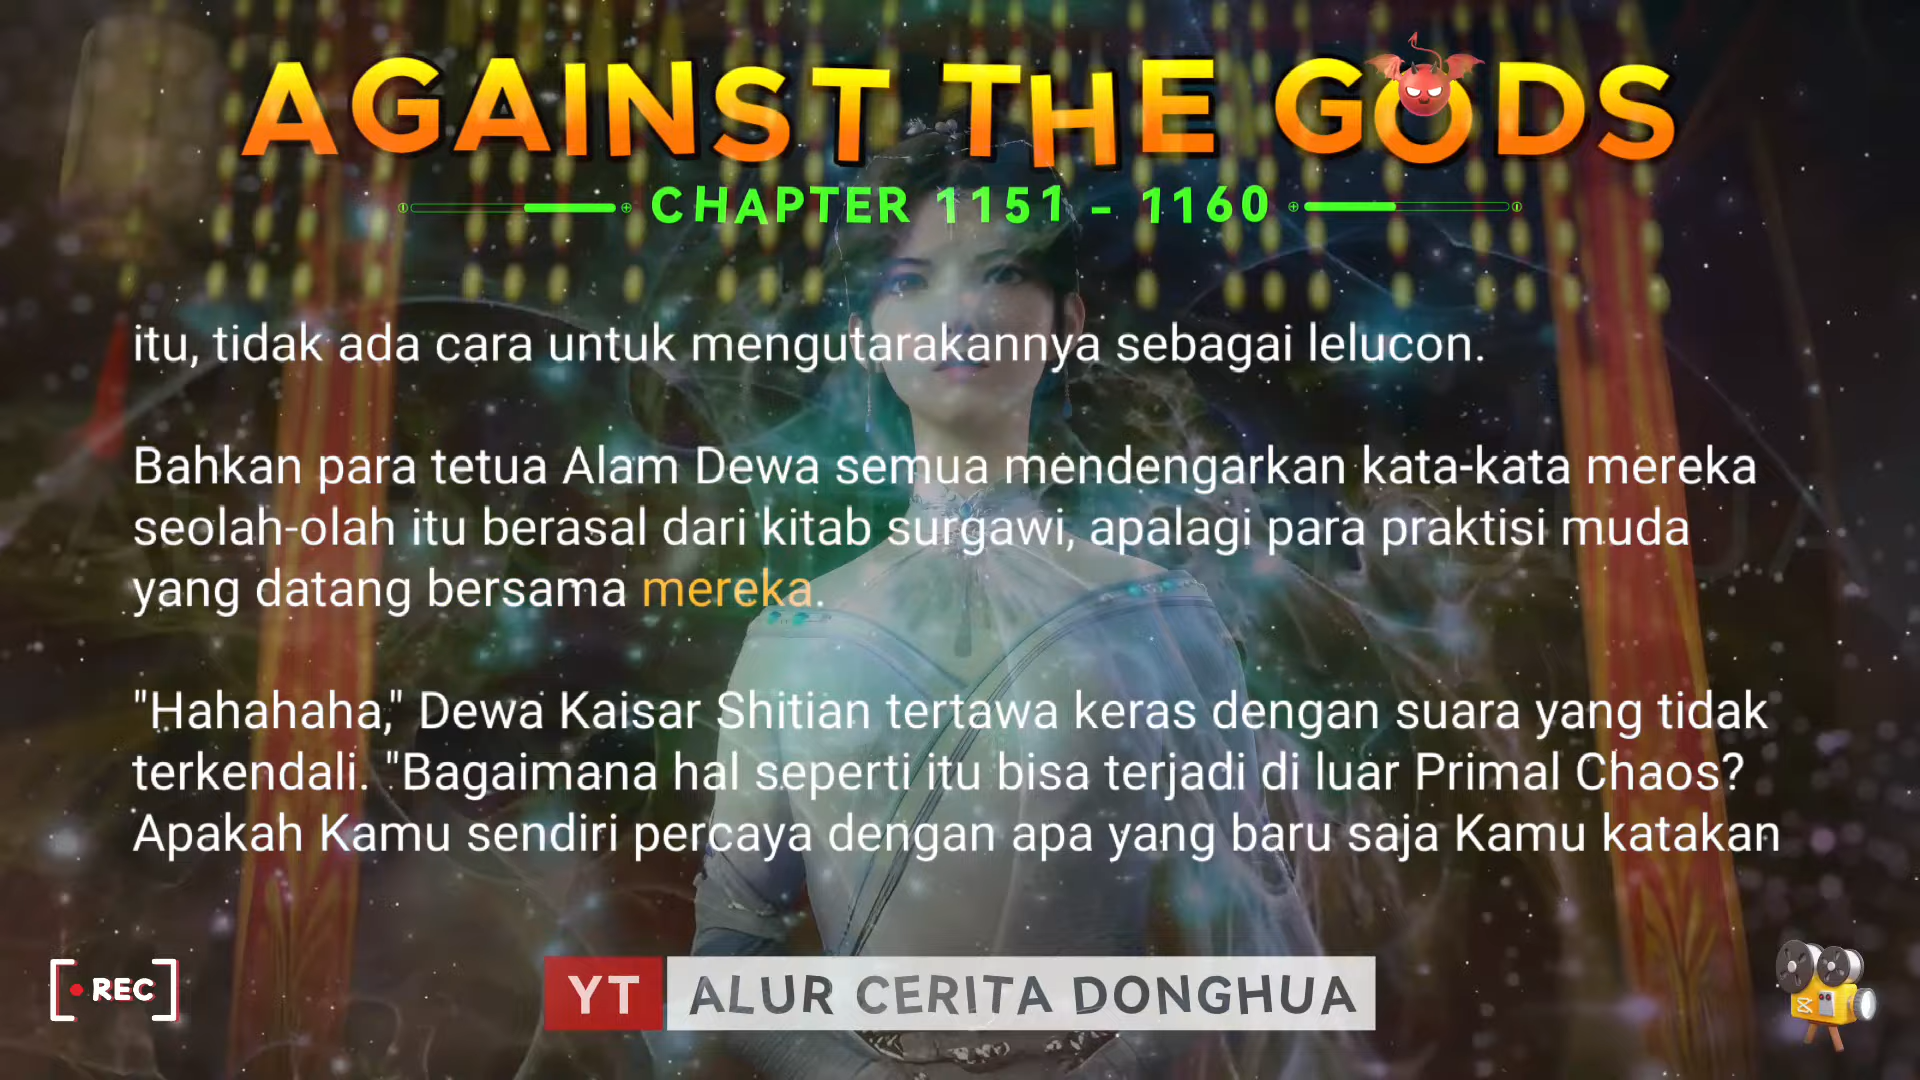 AGAINST THE GODS
CHAPTER 1151 - 1160
itu, tidak ada cara untuk mengutarakannya sebagai lelucon.
Bahkan para tetua Alam Dewa semua mendengarkan kata-kata mereka
seolah-olah itu berasal dari kitab surgawi, apalagi para praktisi muda
yang datang bersama mereka.
"Hahahaha," Dewa Kaisar Shitian tertawa keras dengan suara yang tidak
terkendali. "Bagaimana hal seperti itu bisa terjadi di luar Primal Chaos?
Apakah Kamu sendiri percaya dengan apa yang baru saja Kamu katakan
REC
YT ALUR CERITA DONGHUA